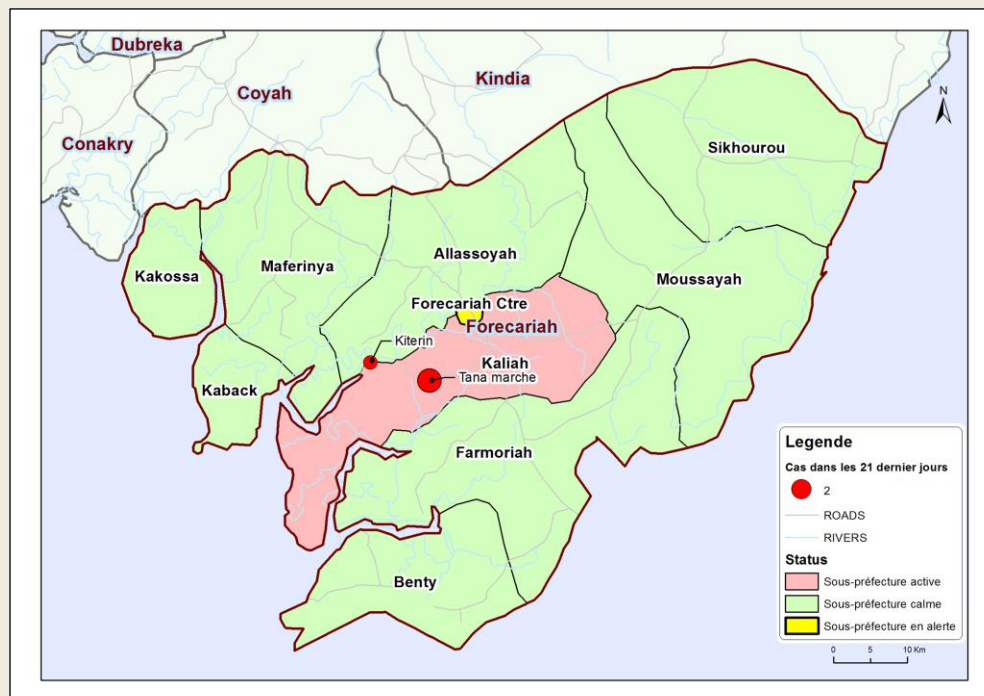 Dubreka
Coyah
Kindia
Conakry
N
Sikhourou
Allassoyah
Maferinya
Kakossa
Moussayah
Forecariah Ctre
Forecariah
Kiterin
Kaliah
Tana marche
Kaback
Farmoriah
Benty
Legende
Cas dans les 21 dernier jours
2
ROADS
RIVERS
Status
Sous-préfecture active
Sous-préfecture calme
Sous-préfecture en alerte
0 5 10 Km